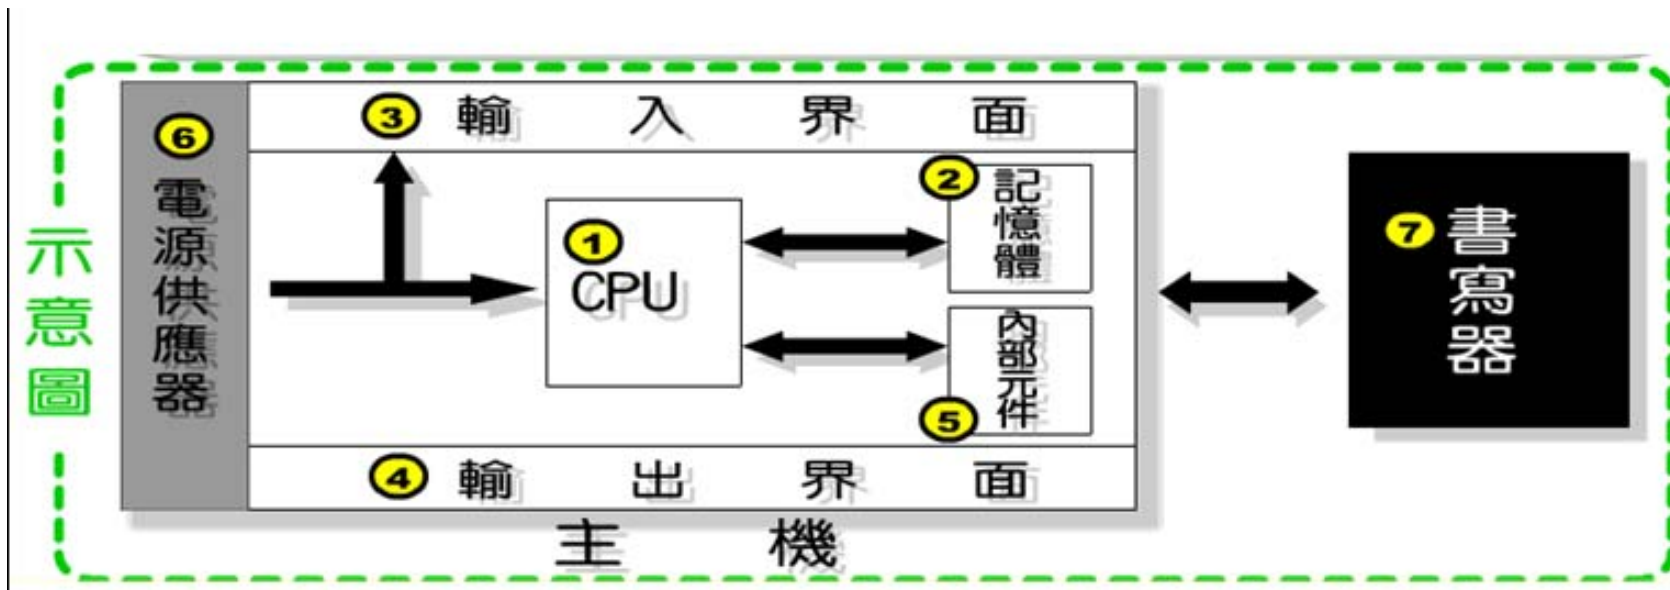 示意圖
⑥ 電源供應器
③ 輸入界面
① CPU
② 記憶體
⑤ 內部元件
④ 輸出界面
主機
⑦ 書寫器